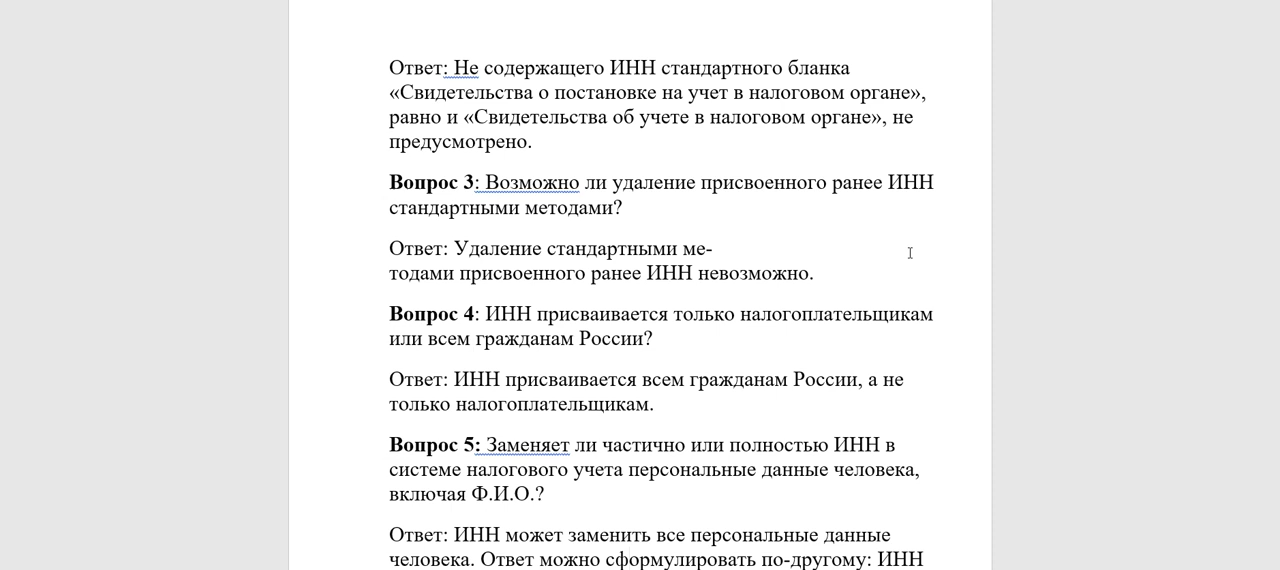 Ответ: Не содержащего ИНН стандартного бланка
«Свидетельства о постановке на учет в налоговом органе»,
равно и «Свидетельства об учете в налоговом органе», не
предусмотрено.
Вопрос 3: Возможно ли удаление присвоенного ранее ИНН
стандартными методами?
Ответ: Удаление стандартными ме-
тодами присвоенного ранее ИНН невозможно.
Вопрос 4: ИНН присваивается только налогоплательщикам
или всем гражданам России?
Ответ: ИНН присваивается всем гражданам России, а не
только налогоплательщикам.
Вопрос 5: Заменяет ли частично или полностью ИНН в
системе налогового учета персональные данные человека,
включая Ф.И.О.?
Ответ: ИНН может заменить все персональные данные
человека. Ответ можно сформулировать по-другому: ИНН